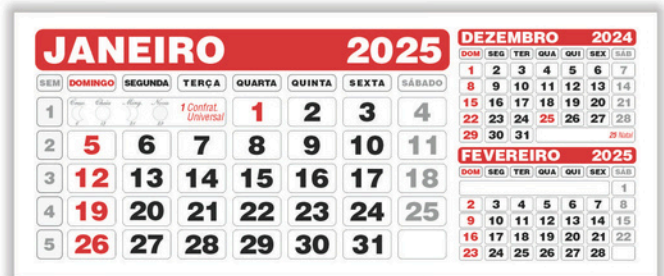 JANEIRO 2025
SEM DOMINGO SEGUNDA TERÇA QUARTA QUINTA SEXTA SÁBADO
1 1 Confrat. Universal 1 2 3 4
2 5 6 7 8 9 10 11
3 12 13 14 15 16 17 18
4 19 20 21 22 23 24 25
5 26 27 28 29 30 31
DEZEMBRO 2024
DOM SEG TER QUA QUI SEX SÁB
1 2 3 4 5 6 7
8 9 10 11 12 13 14
15 16 17 18 19 20 21
22 23 24 25 26 27 28
29 30 31 25 Natal
FEVEREIRO 2025
DOM SEG TER QUA QUI SEX SÁB
1
2 3 4 5 6 7 8
9 10 11 12 13 14 15
16 17 18 19 20 21 22
23 24 25 26 27 28